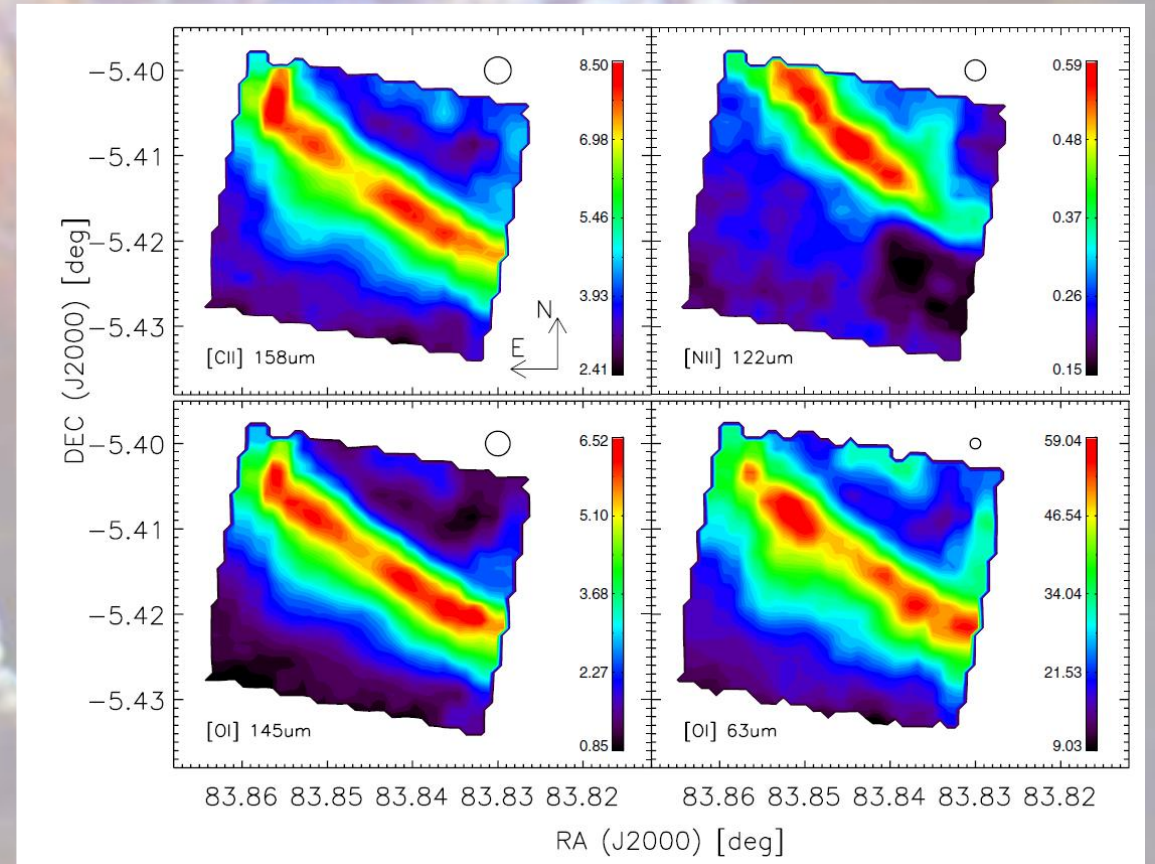 −5.40
−5.41
−5.42
−5.43
DEC (J2000) [deg]
[CII] 158um
N
E
8.50
6.98
5.46
3.93
2.41
[NII] 122um
0.59
0.48
0.37
0.26
0.15
−5.40
−5.41
−5.42
−5.43
[OI] 145um
6.52
5.10
3.68
2.27
0.85
[OI] 63um
59.04
46.54
34.04
21.53
9.03
83.86 83.85 83.84 83.83 83.82
83.86 83.85 83.84 83.83 83.82
RA (J2000) [deg]